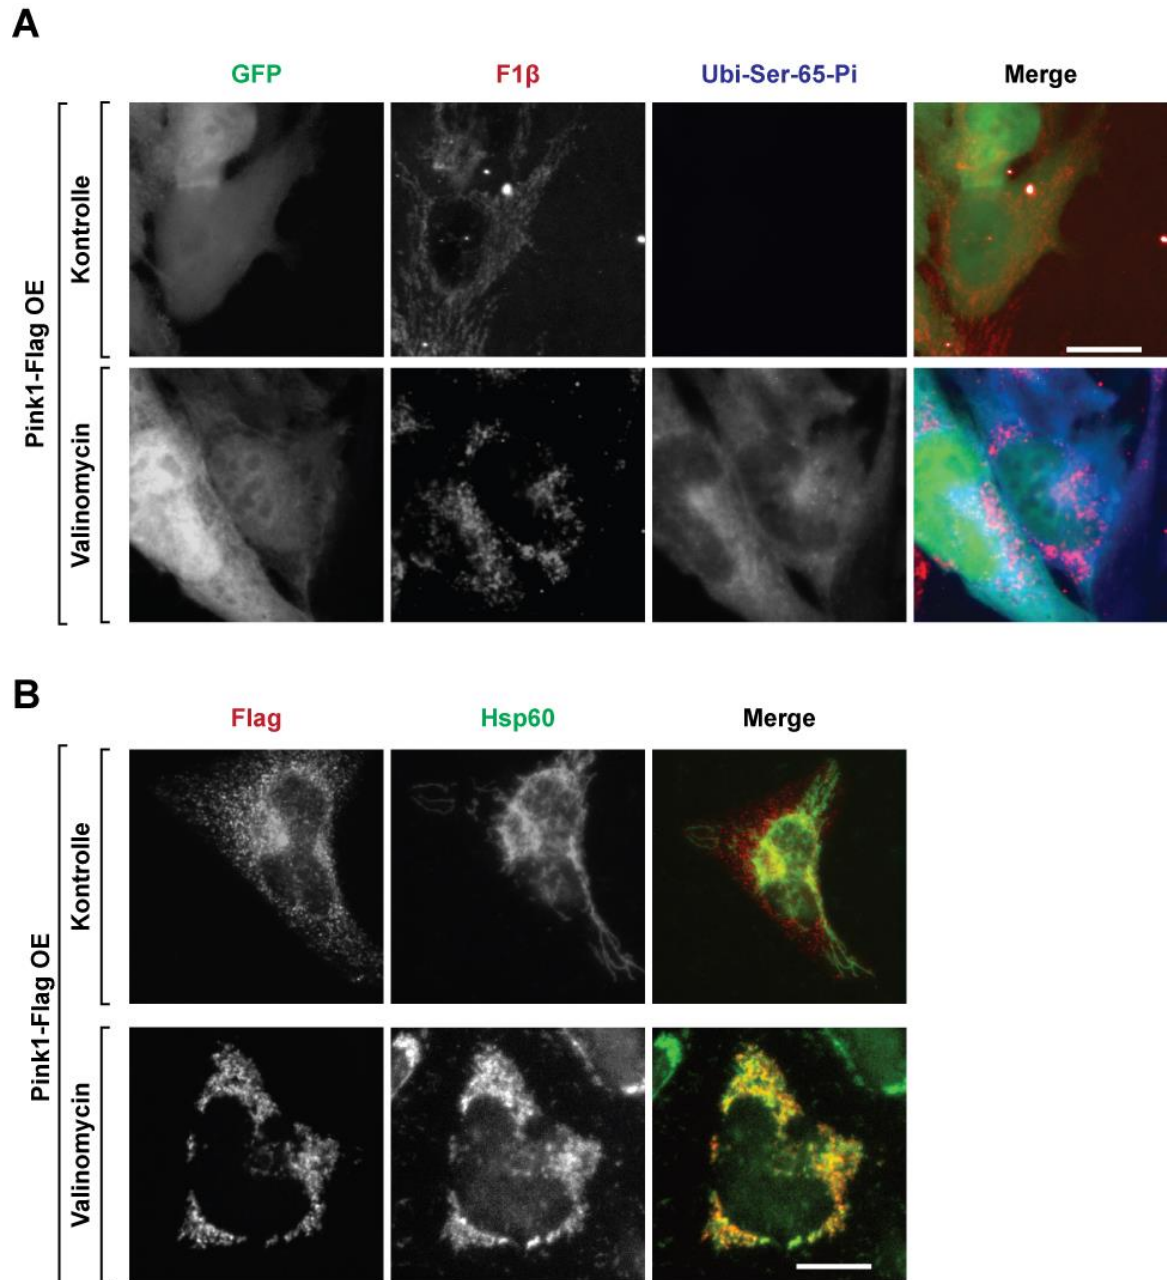 A
GFP F1β Ubi-Ser-65-Pi Merge
Pink1-Flag OE
Kontrolle
Valinomycin
B
Flag Hsp60 Merge
Pink1-Flag OE
Kontrolle
Valinomycin